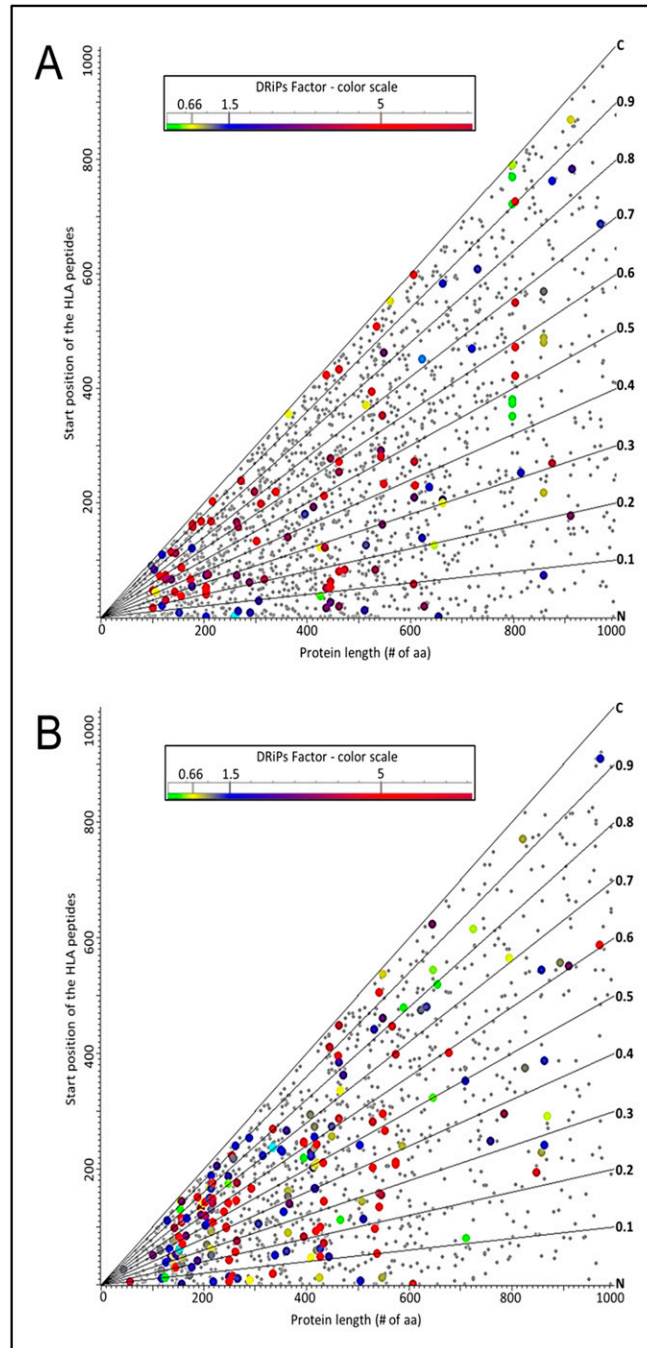 A
DRiPs Factor - color scale
0.66 1.5 5
C
0.9
0.8
0.7
0.6
0.5
0.4
0.3
0.2
0.1
N
Start position of the HLA peptides
1000
800
600
400
200
0 200 400 600 800 1000
Protein length (# of aa)
B
DRiPs Factor - color scale
0.66 1.5 5
C
0.9
0.8
0.7
0.6
0.5
0.4
0.3
0.2
0.1
N
Start position of the HLA peptides
1000
800
600
400
200
0 200 400 600 800 1000
Protein length (# of aa)